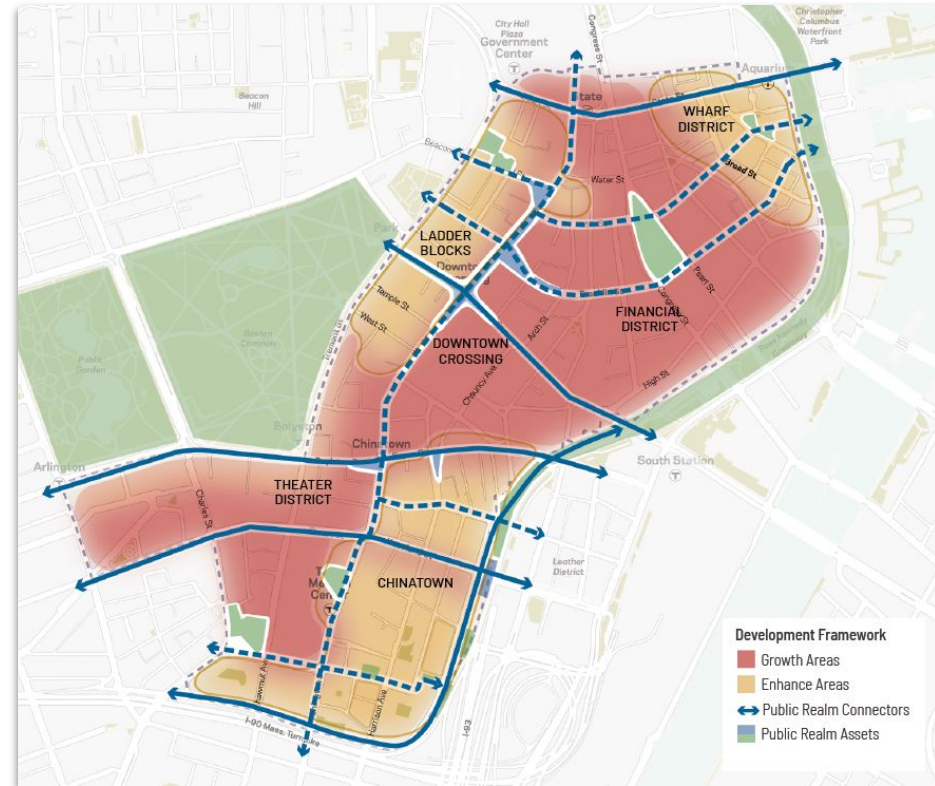 City Hall
Plaza
Government
Center
T
Congress St
Christopher
Columbus
Waterfront
Park
Aquarium
T
Beacon
Hill
State
State St
WHARF
DISTRICT
Broad St
Water St
Beacon
Park
LADDER
BLOCKS
Temple St
West St
Tremont St
Public
Garden
Boston
Common
DOWNTOWN
CROSSING
Arch St
Chauncy Ave
FINANCIAL
DISTRICT
Congress St
Pearl St
High St
Rose Kennedy
Boylston
Chinatown
Arlington
T
South Station
T
THEATER
DISTRICT
Charles St.
Leather
District
CHINATOWN
T
Harrison Ave
I-90 Mass. Turnpike
I-93
Development Framework
Growth Areas
Enhance Areas
Public Realm Connectors
Public Realm Assets